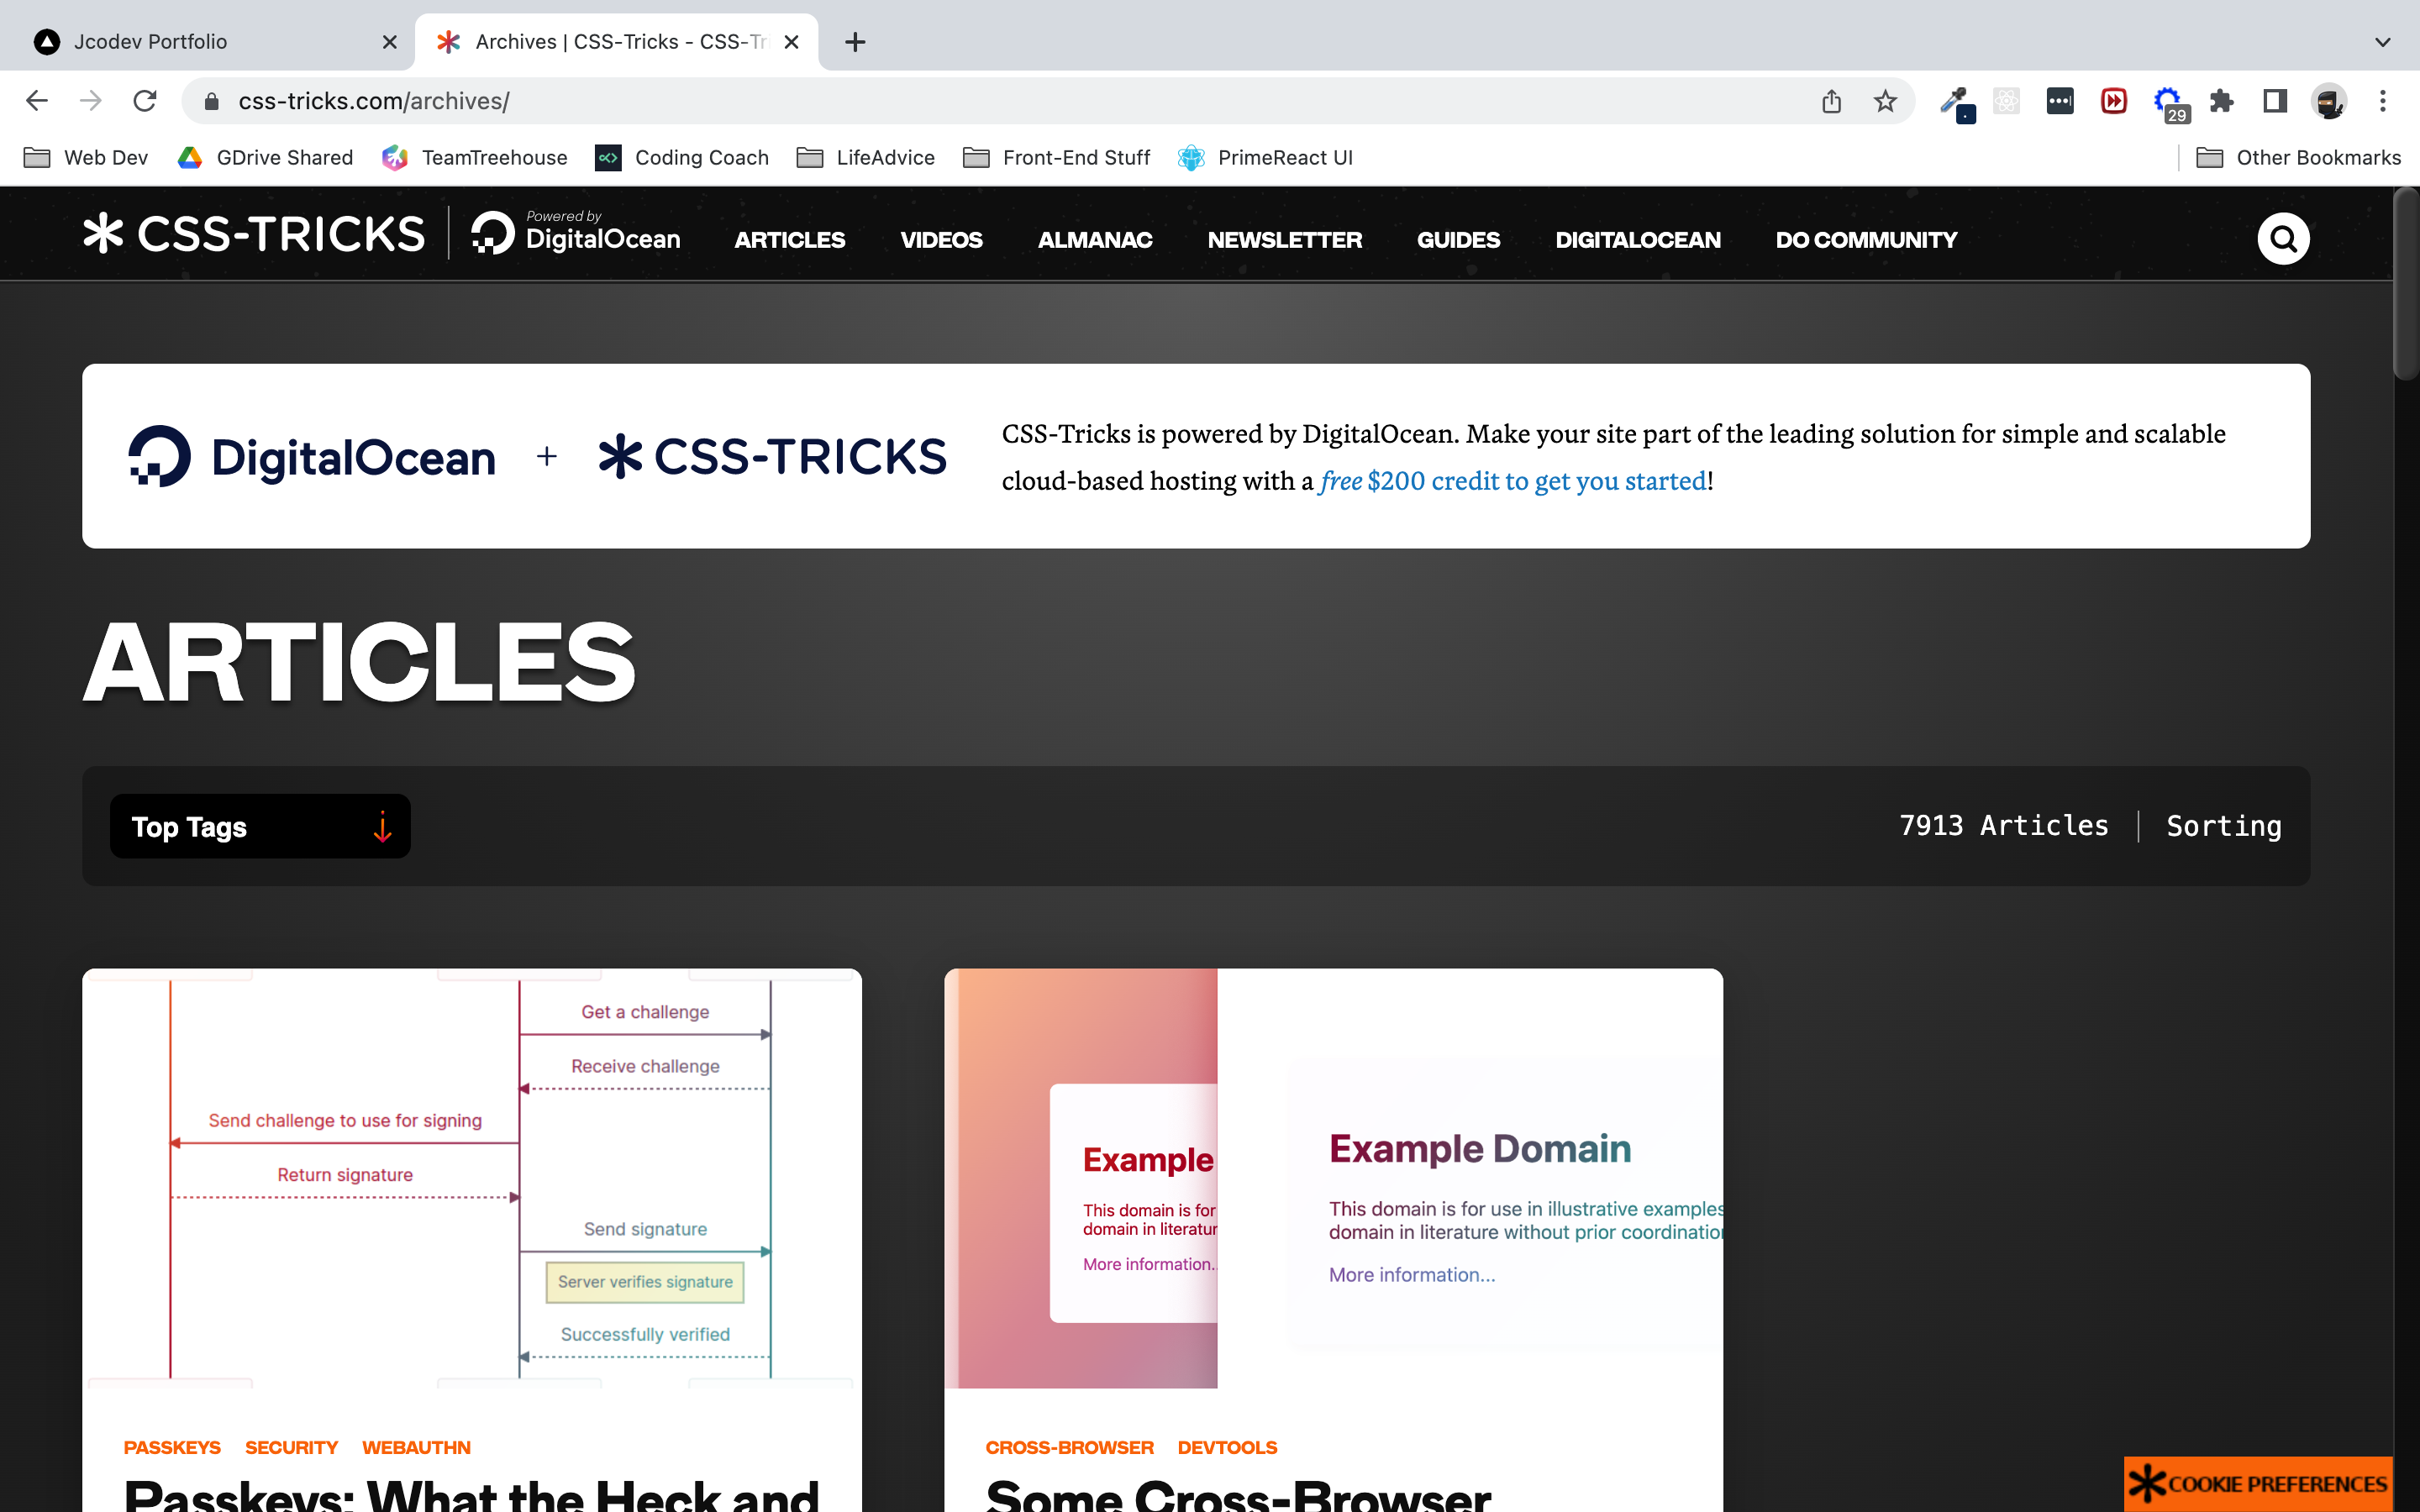 Jcodev Portfolio
Archives | CSS-Tricks - CSS-Tr
css-tricks.com/archives/
29
Web Dev
GDrive Shared
TeamTreehouse
Coding Coach
LifeAdvice
Front-End Stuff
PrimeReact UI
Other Bookmarks
CSS-TRICKS
Powered by
DigitalOcean
ARTICLES
VIDEOS
ALMANAC
NEWSLETTER
GUIDES
DIGITALOCEAN
DO COMMUNITY
DigitalOcean + CSS-TRICKS
CSS-Tricks is powered by DigitalOcean. Make your site part of the leading solution for simple and scalable
cloud-based hosting with a free $200 credit to get you started!
ARTICLES
Top Tags
7913 Articles
Sorting
Get a challenge
Receive challenge
Send challenge to use for signing
Return signature
Send signature
Server verifies signature
Successfully verified
PASSKEYS SECURITY WEBAUTHN
Passkeys: What the Heck and
Example
This domain is for
domain in literatur
More information..
Example Domain
This domain is for use in illustrative examples
domain in literature without prior coordination
More information...
CROSS-BROWSER DEVTOOLS
Some Cross-Browser
COOKIE PREFERENCES